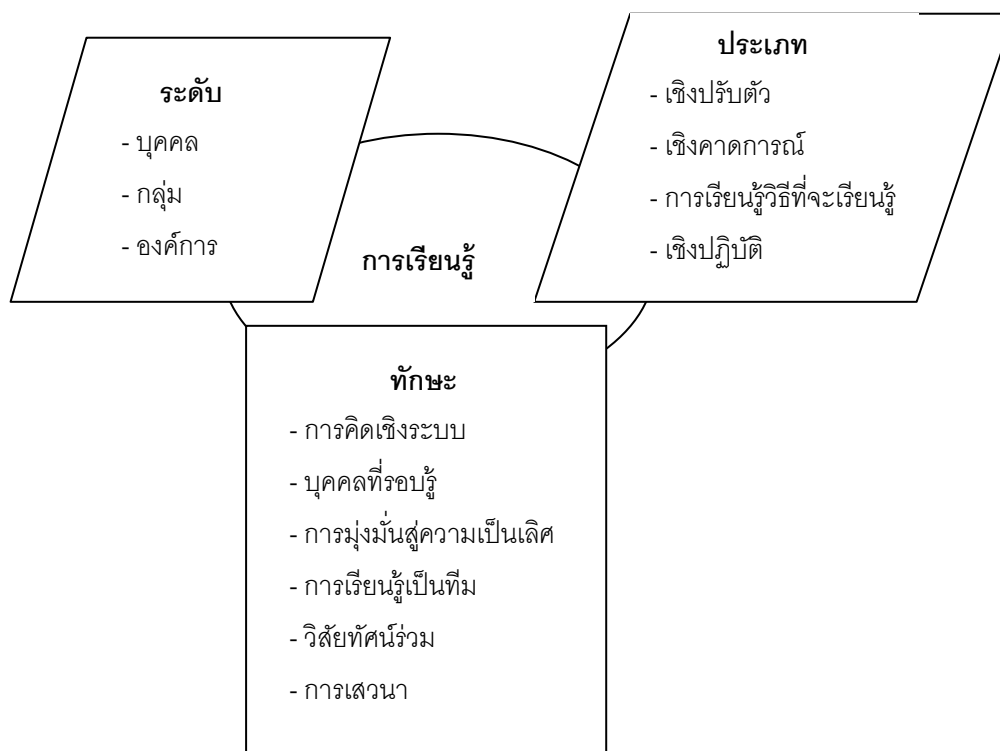 ระดับ
- บุคคล
- กลุ่ม
- องค์การ
ประเภท
- เชิงปรับตัว
- เชิงคาดการณ์
- การเรียนรู้วิธีที่จะเรียนรู้
- เชิงปฏิบัติ
การเรียนรู้
ทักษะ
- การคิดเชิงระบบ
- บุคคลที่รอบรู้
- การมุ่งมั่นสู่ความเป็นเลิศ
- การเรียนรู้เป็นทีม
- วิสัยทัศน์ร่วม
- การเสวนา